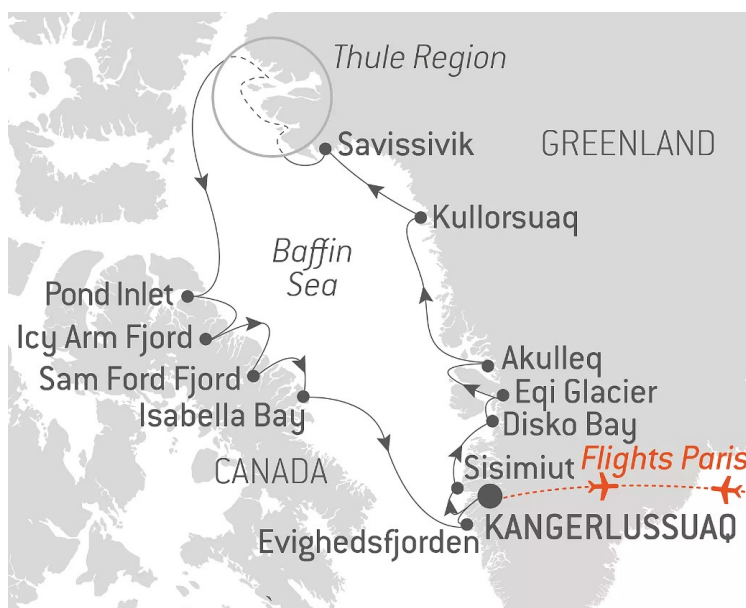 Thule Region
Savissivik
GREENLAND
Kullorsuaq
Baffin
Sea
Pond Inlet
Icy Arm Fjord
Sam Ford Fjord
Isabella Bay
Akulleq
Eqi Glacier
Disko Bay
CANADA
Sisimiut
Flights Paris
KANGERLUSSUAQ
Evighedsfjorden